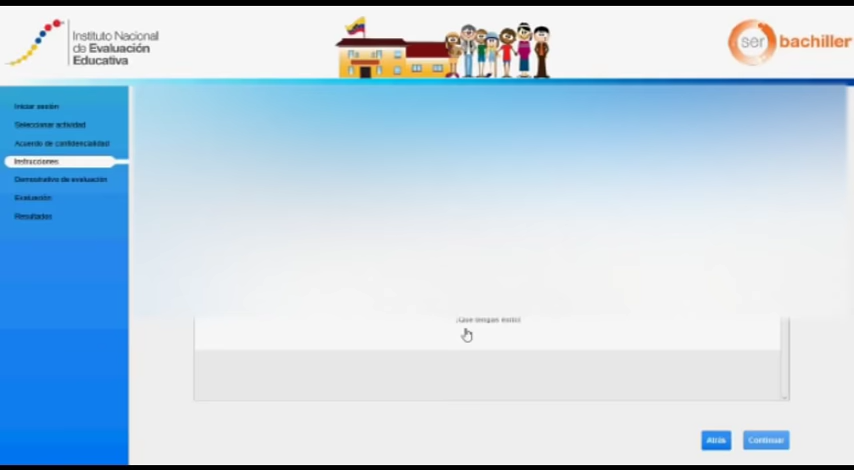 Instituto Nacional
de Evaluación
Educativa
ser bachiller
Iniciar sesión
Seleccionar actividad
Acuerdo de confidencialidad
Instrucciones
Demostrativo de evaluación
Evaluación
Resultados
¡Que tengas éxito!
Atrás
Continuar